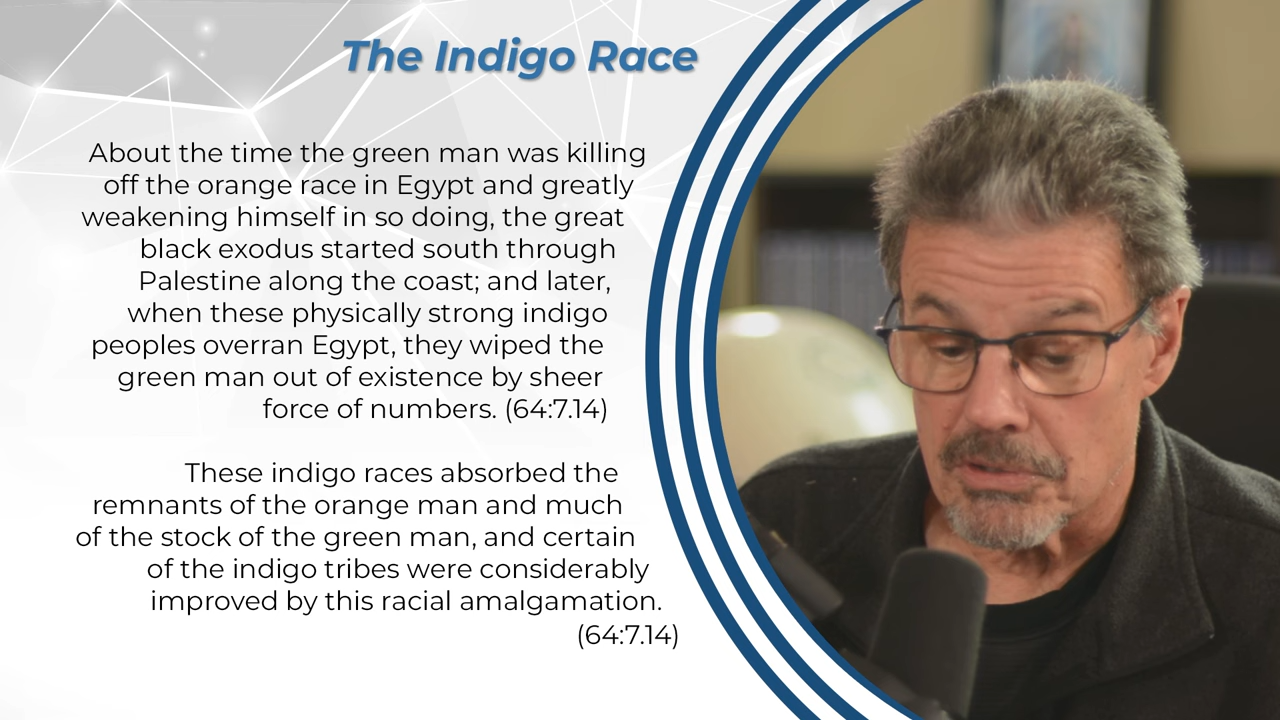 The Indigo Race
About the time the green man was killing
off the orange race in Egypt and greatly
weakening himself in so doing, the great
black exodus started south through
Palestine along the coast; and later,
when these physically strong indigo
peoples overran Egypt, they wiped the
green man out of existence by sheer
force of numbers. (64:7.14)
These indigo races absorbed the
remnants of the orange man and much
of the stock of the green man, and certain
of the indigo tribes were considerably
improved by this racial amalgamation.
(64:7.14)